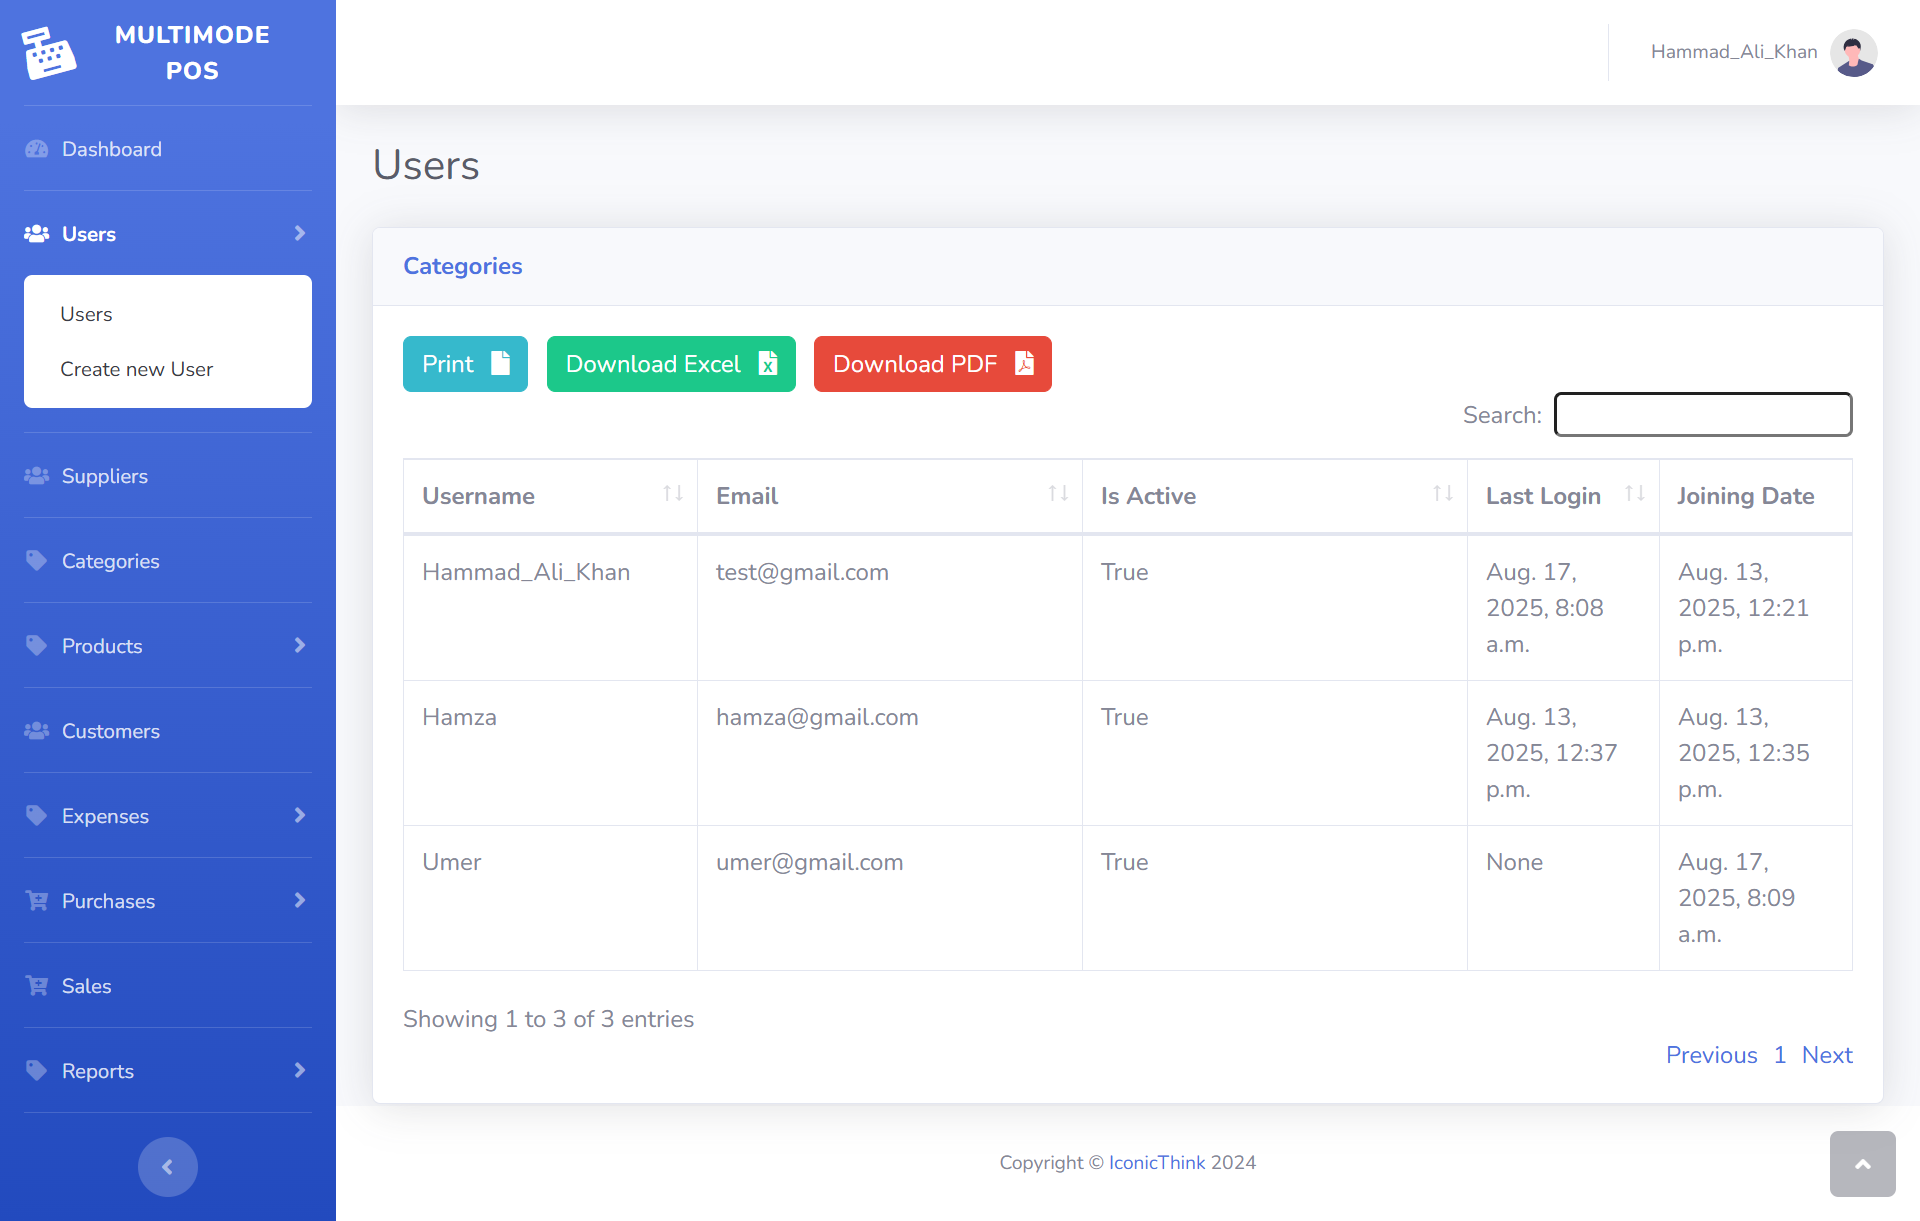 MULTIMODE
POS
Hammad_Ali_Khan
Dashboard
Users
Users
Create new User
Suppliers
Categories
Products
Customers
Expenses
Purchases
Sales
Reports
Users
Categories
Print
Download Excel
Download PDF
Search:
Username Email Is Active Last Login Joining Date
Hammad_Ali_Khan test@gmail.com True Aug. 17, Aug. 13,
2025, 8:08 2025, 12:21
a.m. p.m.
Hamza hamza@gmail.com True Aug. 13, Aug. 13,
2025, 12:37 2025, 12:35
p.m. p.m.
Umer umer@gmail.com True None Aug. 17,
2025, 8:09
a.m.
Showing 1 to 3 of 3 entries
Previous 1 Next
Copyright © IconicThink 2024